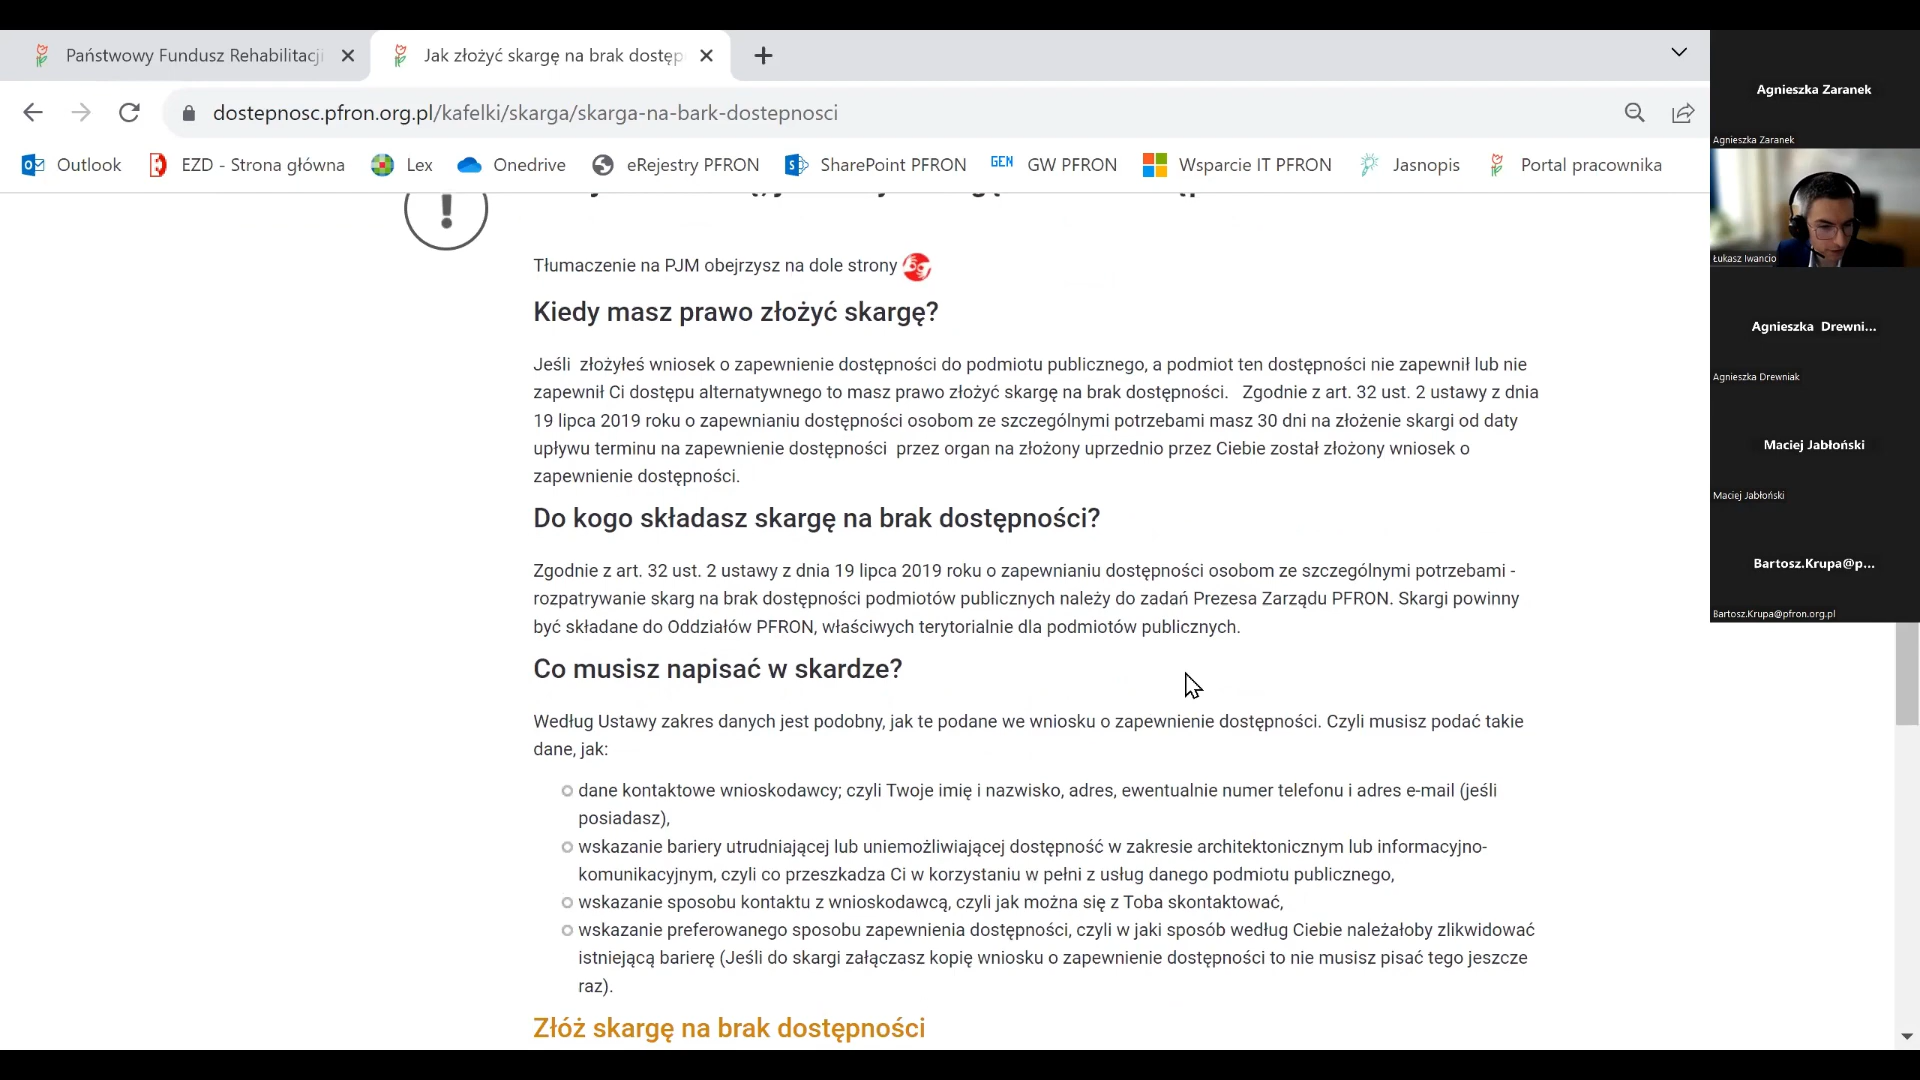 Państwowy Fundusz Rehabilitacji
Jak złożyć skargę na brak dostęp
dostepnosc.pfron.org.pl/kafelki/skarga/skarga-na-bark-dostepnosci
Outlook
EZD - Strona główna
Lex
Onedrive
eRejestry PFRON
SharePoint PFRON
GEN
GW PFRON
Wsparcie IT PFRON
Jasnopis
Portal pracownika
Tłumaczenie na PJM obejrzysz na dole strony
Kiedy masz prawo złożyć skargę?
Jeśli złożyłeś wniosek o zapewnienie dostępności do podmiotu publicznego, a podmiot ten dostępności nie zapewnił lub nie
zapewnił Ci dostępu alternatywnego to masz prawo złożyć skargę na brak dostępności. Zgodnie z art. 32 ust. 2 ustawy z dnia
19 lipca 2019 roku o zapewnianiu dostępności osobom ze szczególnymi potrzebami masz 30 dni na złożenie skargi od daty
upływu terminu na zapewnienie dostępności przez organ na złożony uprzednio przez Ciebie został złożony wniosek o
zapewnienie dostępności.
Do kogo składasz skargę na brak dostępności?
Zgodnie z art. 32 ust. 2 ustawy z dnia 19 lipca 2019 roku o zapewnianiu dostępności osobom ze szczególnymi potrzebami -
rozpatrywanie skarg na brak dostępności podmiotów publicznych należy do zadań Prezesa Zarządu PFRON. Skargi powinny
być składane do Oddziałów PFRON, właściwych terytorialnie dla podmiotów publicznych.
Co musisz napisać w skardze?
Według Ustawy zakres danych jest podobny, jak te podane we wniosku o zapewnienie dostępności. Czyli musisz podać takie
dane, jak:
dane kontaktowe wnioskodawcy; czyli Twoje imię i nazwisko, adres, ewentualnie numer telefonu i adres e-mail (jeśli
posiadasz),
wskazanie bariery utrudniającej lub uniemożliwiającej dostępność w zakresie architektonicznym lub informacyjno-
komunikacyjnym, czyli co przeszkadza Ci w korzystaniu w pełni z usług danego podmiotu publicznego,
wskazanie sposobu kontaktu z wnioskodawcą, czyli jak można się z Toba skontaktować,
wskazanie preferowanego sposobu zapewnienia dostępności, czyli w jaki sposób według Ciebie należałoby zlikwidować
istniejącą barierę (Jeśli do skargi załączasz kopię wniosku o zapewnienie dostępności to nie musisz pisać tego jeszcze
raz).
Złóż skargę na brak dostępności
Agnieszka Zaranek
Agnieszka Zaranek
Łukasz Iwancio
Agnieszka Drewni...
Agnieszka Drewniak
Maciej Jabłoński
Maciej Jabłoński
Bartosz.Krupa@p...
Bartosz.Krupa@pfron.org.pl